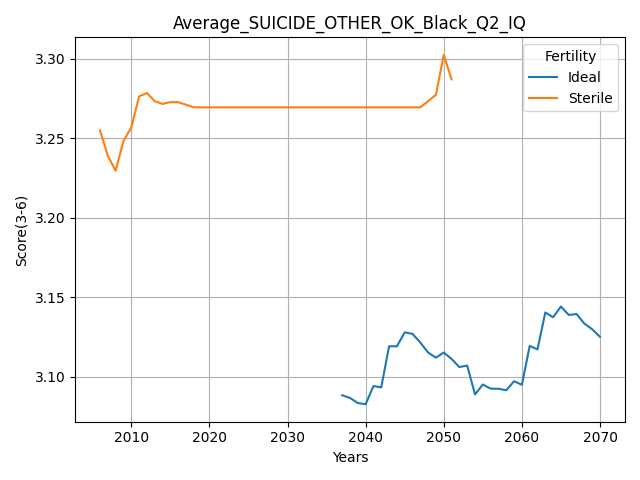 Average_SUICIDE_OTHER_OK_Black_Q2_IQ
Fertility
Ideal
Sterile
Score(3-6)
3.30
3.25
3.20
3.15
3.10
2010 2020 2030 2040 2050 2060 2070
Years